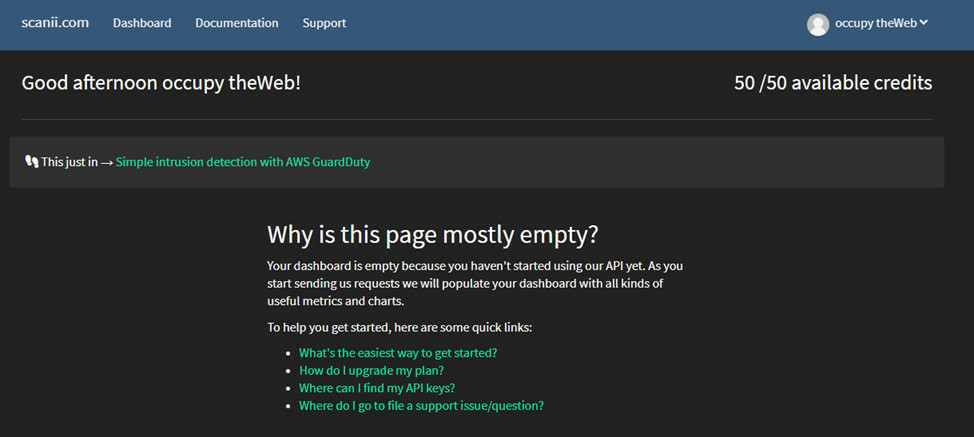 scanii.com Dashboard Documentation Support occupy theWeb
Good afternoon occupy theWeb! 50 /50 available credits
This just in → Simple intrusion detection with AWS GuardDuty
Why is this page mostly empty?
Your dashboard is empty because you haven't started using our API yet. As you
start sending us requests we will populate your dashboard with all kinds of
useful metrics and charts.
To help you get started, here are some quick links:
• What's the easiest way to get started?
• How do I upgrade my plan?
• Where can I find my API keys?
• Where do I go to file a support issue/question?